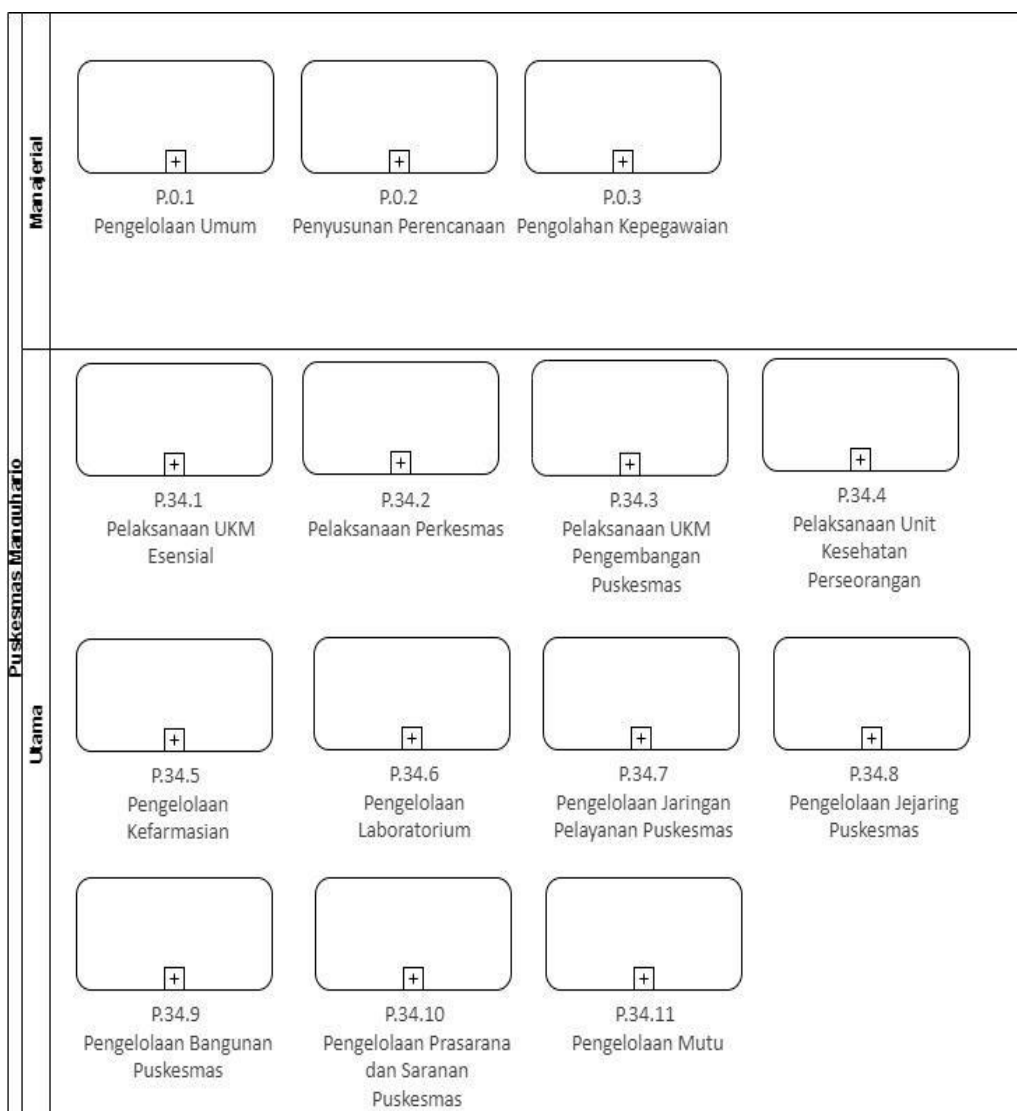 Puskesmas Manguharjo
Manajerial
P.0.1
Pengelolaan Umum
P.0.2
Penyusunan Perencanaan
P.0.3
Pengolahan Kepegawaian
Utama
P.34.1
Pelaksanaan UKM
Esensial
P.34.2
Pelaksanaan Perkesmas
P.34.3
Pelaksanaan UKM
Pengembangan
Puskesmas
P.34.4
Pelaksanaan Unit
Kesehatan
Perseorangan
P.34.5
Pengelolaan
Kefarmasian
P.34.6
Pengelolaan
Laboratorium
P.34.7
Pengelolaan Jaringan
Pelayanan Puskesmas
P.34.8
Pengelolaan Jejaring
Puskesmas
P.34.9
Pengelolaan Bangunan
Puskesmas
P.34.10
Pengelolaan Prasarana
dan Saranan
Puskesmas
P.34.11
Pengelolaan Mutu